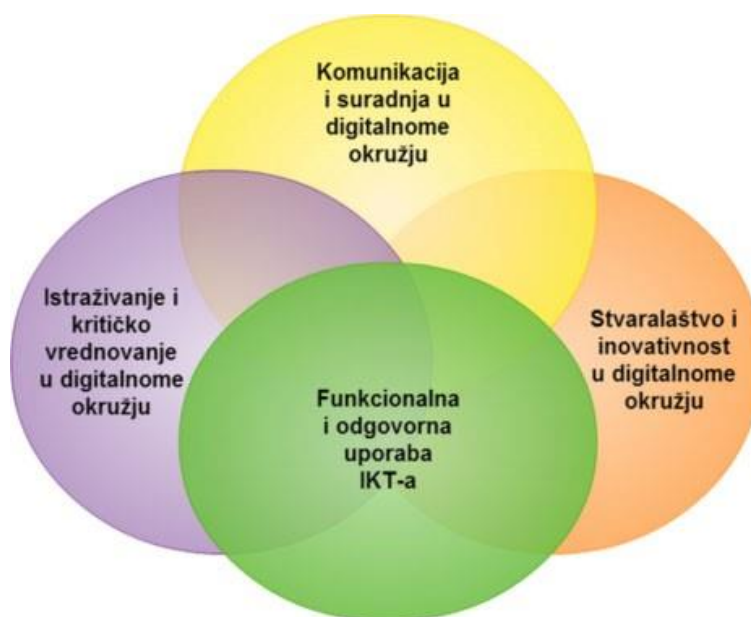 Komunikacija
i suradnja u
digitalnome
okružju
Istraživanje i
kritičko
vrednovanje
u digitalnome
okružju
Stvaralaštvo i
inovativnost
u digitalnome
okružju
Funkcionalna
i odgovorna
uporaba
IKT-a